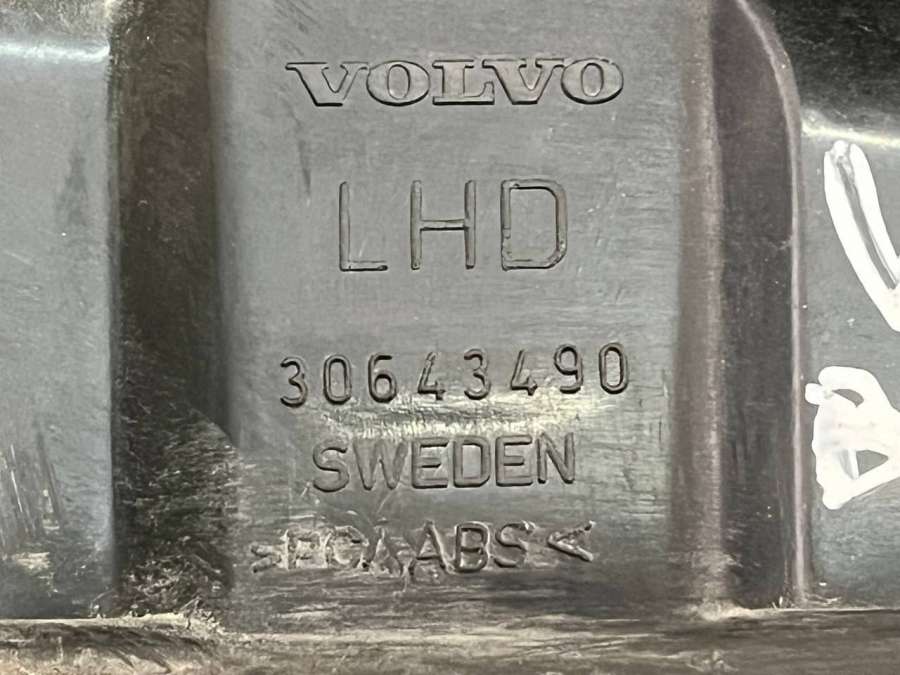 VOLVO
LHD
30643490
SWEDEN
ABS